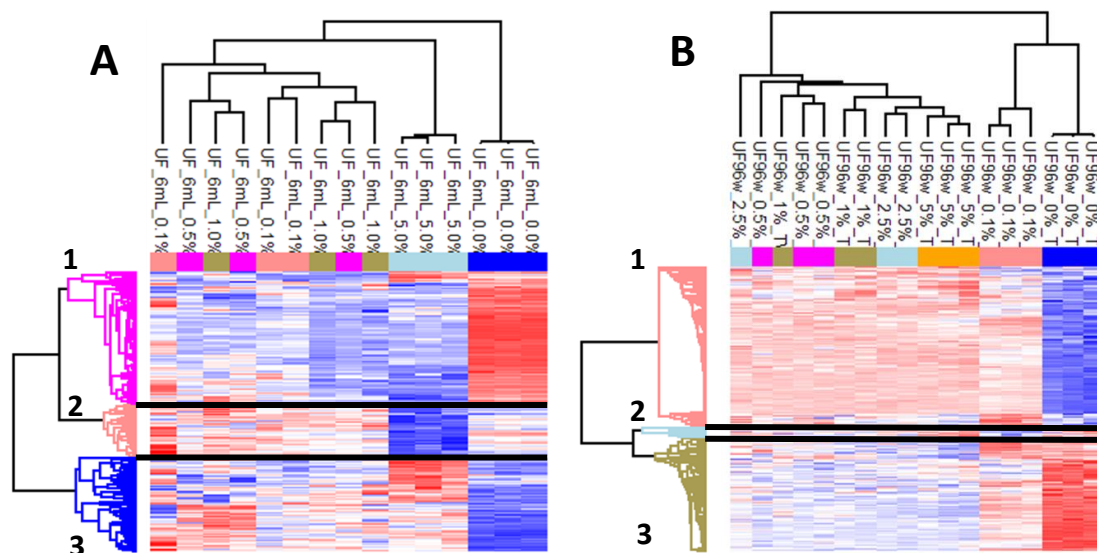 A
UF_6mL_0.1%
UF_6mL_0.5%
UF_6mL_1.0%
UF_6mL_0.5%
UF_6mL_0.1%
UF_6mL_0.1%
UF_6mL_1.0%
UF_6mL_0.5%
UF_6mL_1.0%
UF_6mL_5.0%
UF_6mL_5.0%
UF_6mL_5.0%
UF_6mL_0.0%
UF_6mL_0.0%
UF_6mL_0.0%
1
2
3
B
UF96w_2.5%
UF96w_0.5%
UF96w_1%_T
UF96w_0.5%
UF96w_0.5%
UF96w_1%_T
UF96w_1%_T
UF96w_2.5%
UF96w_2.5%
UF96w_5%_T
UF96w_5%_T
UF96w_5%_T
UF96w_0.1%
UF96w_0.1%
UF96w_0.1%
UF96w_0%_T
UF96w_0%_T
UF96w_0%_T
1
2
3